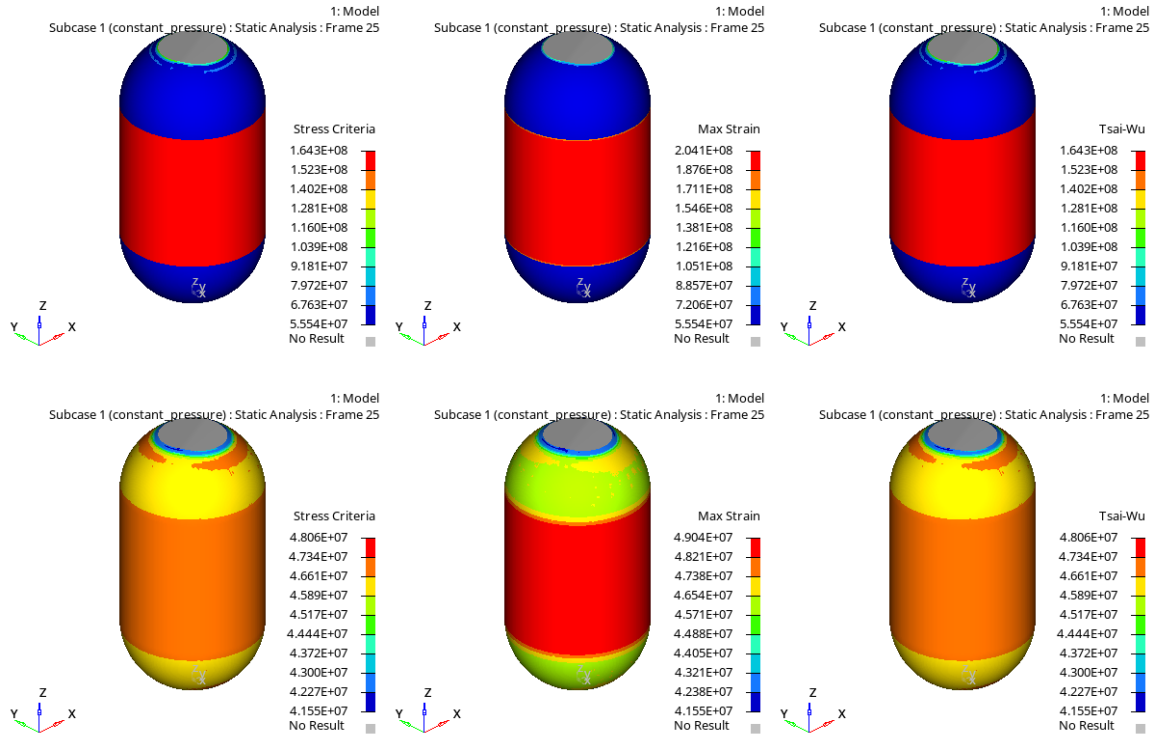 1: Model
Subcase 1 (constant_pressure) : Static Analysis : Frame 25
Stress Criteria
1.643E+08
1.523E+08
1.402E+08
1.281E+08
1.160E+08
1.039E+08
9.181E+07
7.972E+07
6.763E+07
5.554E+07
No Result
Z
Y
X
Z
Y
X
1: Model
Subcase 1 (constant_pressure) : Static Analysis : Frame 25
Max Strain
2.041E+08
1.876E+08
1.711E+08
1.546E+08
1.381E+08
1.216E+08
1.051E+08
8.857E+07
7.206E+07
5.554E+07
No Result
Z
Y
X
Z
Y
X
1: Model
Subcase 1 (constant_pressure) : Static Analysis : Frame 25
Tsai-Wu
1.643E+08
1.523E+08
1.402E+08
1.281E+08
1.160E+08
1.039E+08
9.181E+07
7.972E+07
6.763E+07
5.554E+07
No Result
Z
Y
X
Z
Y
X
1: Model
Subcase 1 (constant_pressure) : Static Analysis : Frame 25
Stress Criteria
4.806E+07
4.734E+07
4.661E+07
4.589E+07
4.517E+07
4.444E+07
4.372E+07
4.300E+07
4.227E+07
4.155E+07
No Result
X
Z
Y
X
1: Model
Subcase 1 (constant_pressure) : Static Analysis : Frame 25
Max Strain
4.904E+07
4.821E+07
4.738E+07
4.654E+07
4.571E+07
4.488E+07
4.405E+07
4.321E+07
4.238E+07
4.155E+07
No Result
X
Z
Y
X
1: Model
Subcase 1 (constant_pressure) : Static Analysis : Frame 25
Tsai-Wu
4.806E+07
4.734E+07
4.661E+07
4.589E+07
4.517E+07
4.444E+07
4.372E+07
4.300E+07
4.227E+07
4.155E+07
No Result
X
Z
Y
X